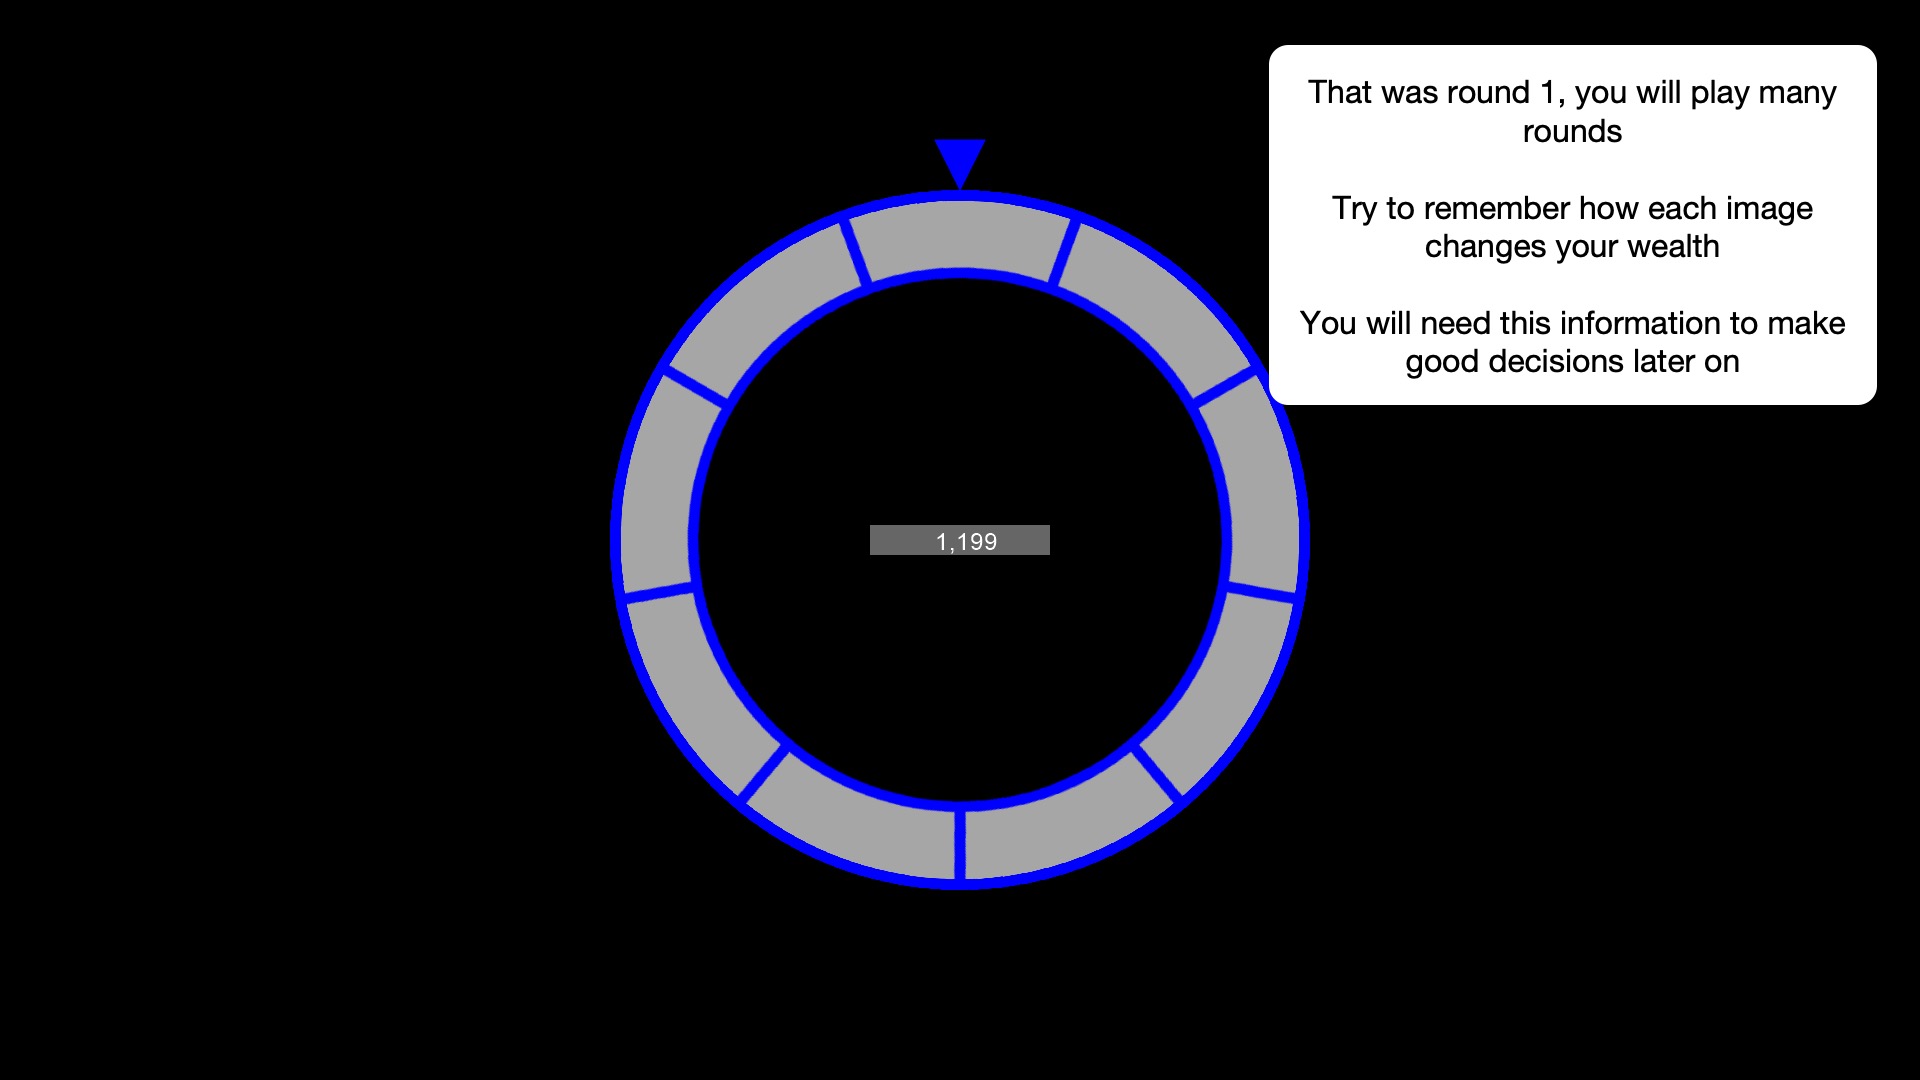 That was round 1, you will play many
rounds
Try to remember how each image
changes your wealth
You will need this information to make
good decisions later on
1,199